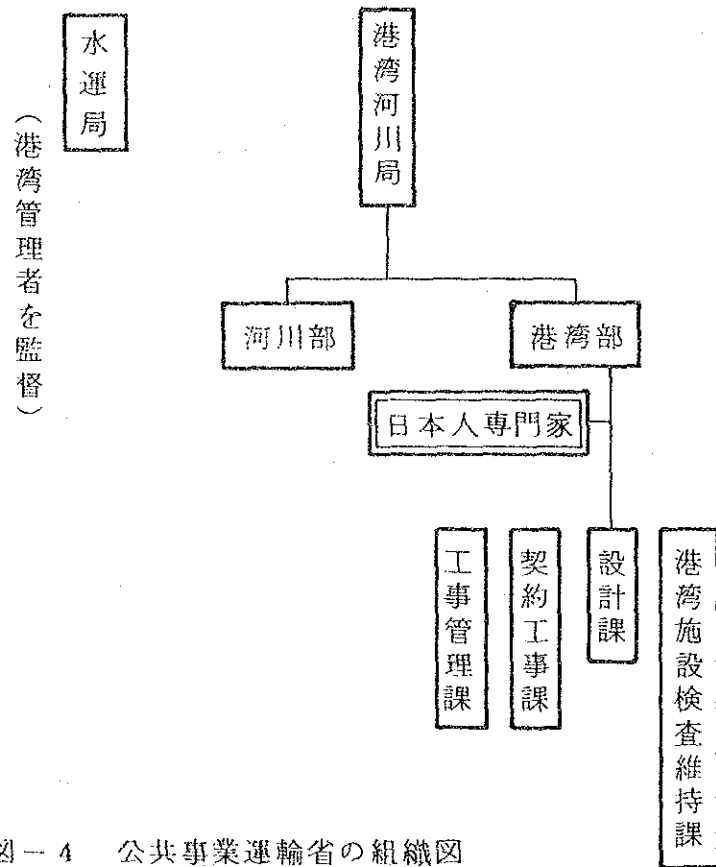 水運局
(港湾管理者を監督)
港湾河川局
河川部
港湾部
日本人専門家
工事管理課
契約工事課
設計課
港湾施設検査維持課
図-4 公共事業運輸省の組織図